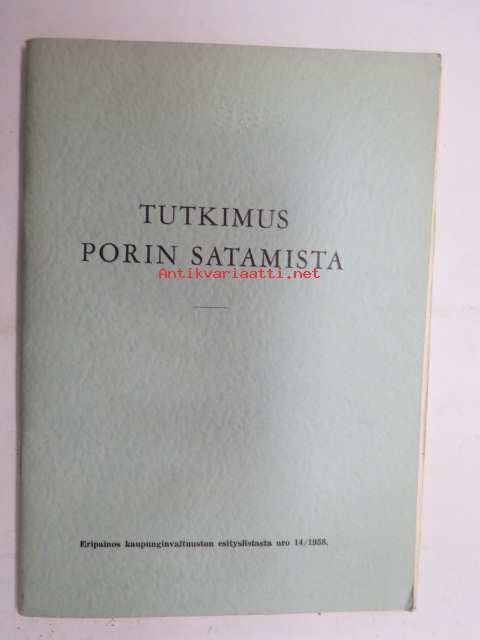 TUTKIMUS
PORIN SATAMISTA
Antikvariaatti.net
Eripainos kaupunginvaltuuston esityslistasta nro 14/1958.